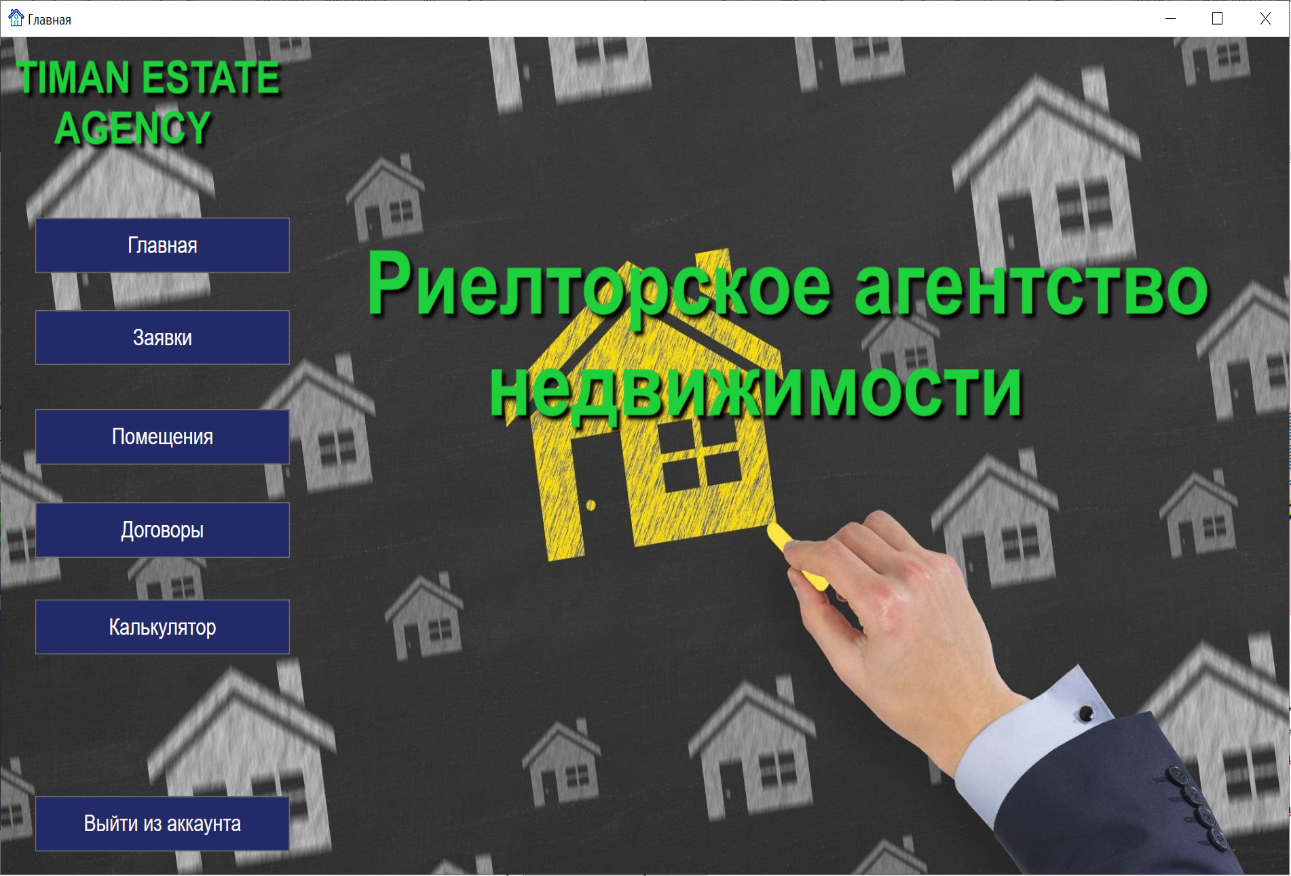 Главная
TIMAN ESTATE
AGENCY
Главная
Заявки
Помещения
Договоры
Калькулятор
Выйти из аккаунта
Риелторское агентство
недвижимости